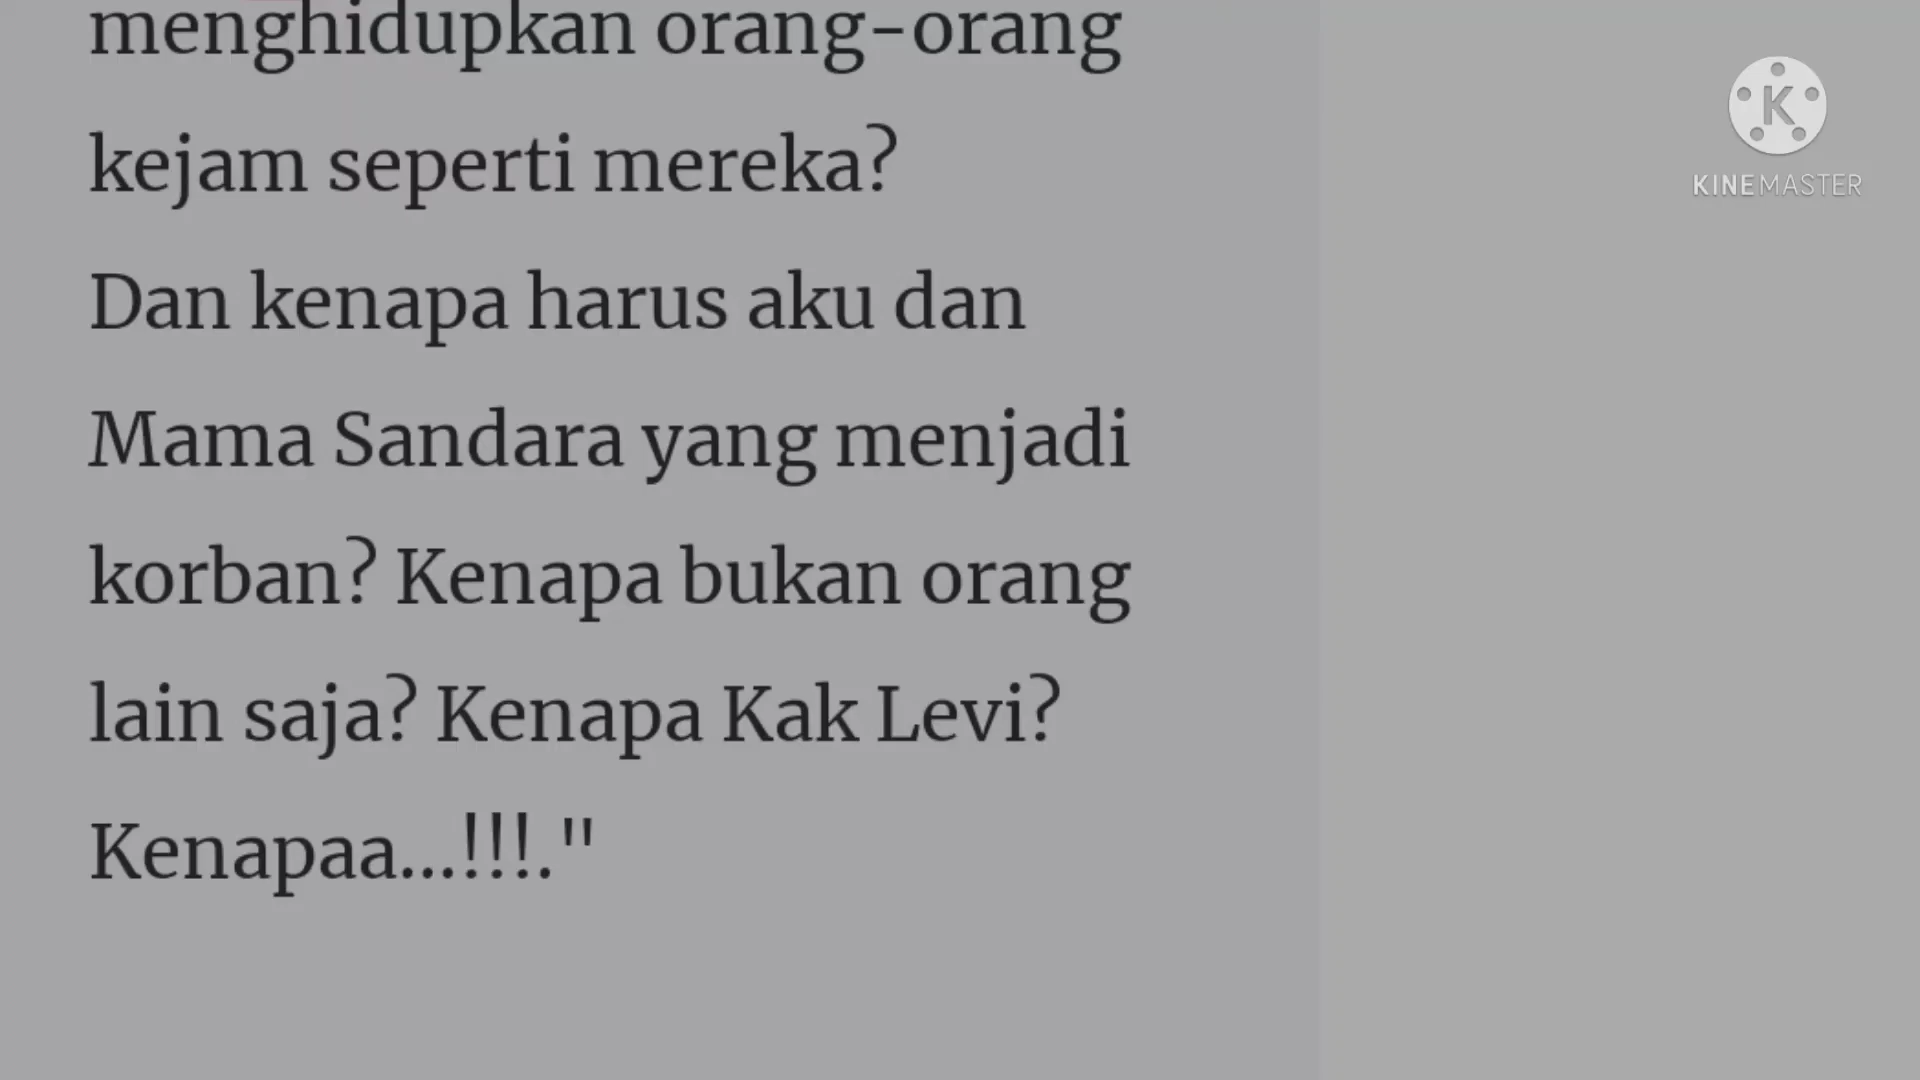 menghidupkan orang-orang
kejam seperti mereka?
Dan kenapa harus aku dan
Mama Sandara yang menjadi
korban? Kenapa bukan orang
lain saja? Kenapa Kak Levi?
Kenapaa...!!!."
K
KINEMASTER